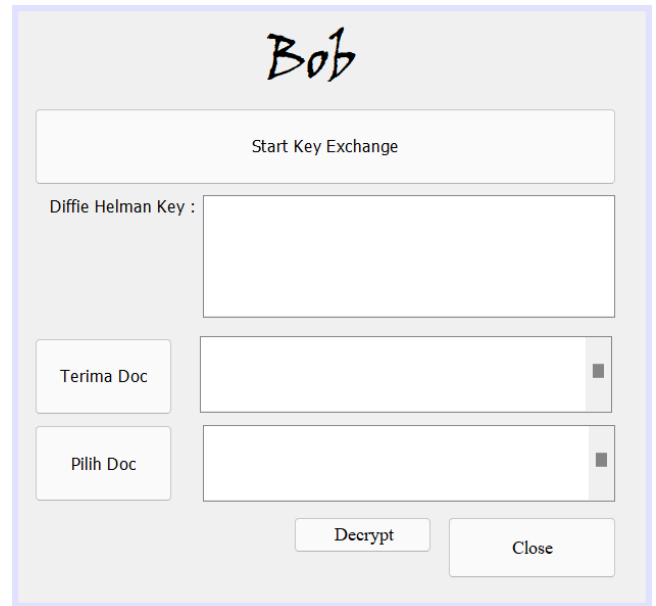 Bob
Start Key Exchange
Diffie Helman Key :
Terima Doc
Pilih Doc
Decrypt
Close